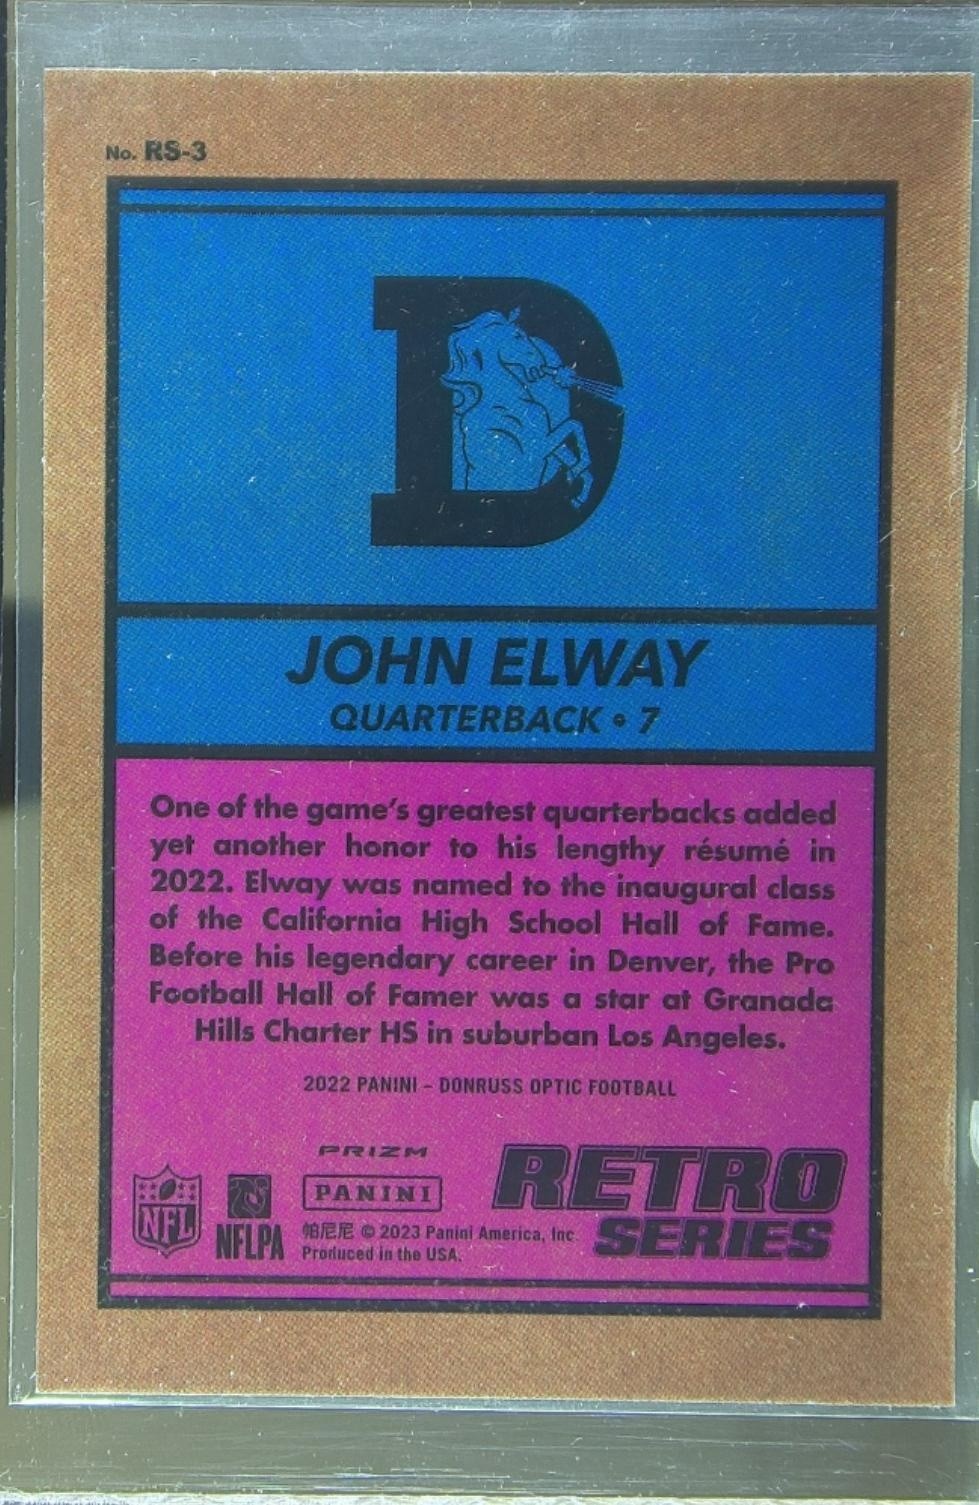 No. RS-3
D
JOHN ELWAY
QUARTERBACK • 7
One of the game's greatest quarterbacks added
yet another honor to his lengthy résumé in
2022. Elway was named to the inaugural class
of the California High School Hall of Fame.
Before his legendary career in Denver, the Pro
Football Hall of Famer was a star at Granada
Hills Charter HS in suburban Los Angeles.
2022 PANINI – DONRUSS OPTIC FOOTBALL
PRIZM
PANINI
NFL
NFLPA
帕尼尼 © 2023 Panini America, Inc.
Produced in the USA.
RETRO
SERIES